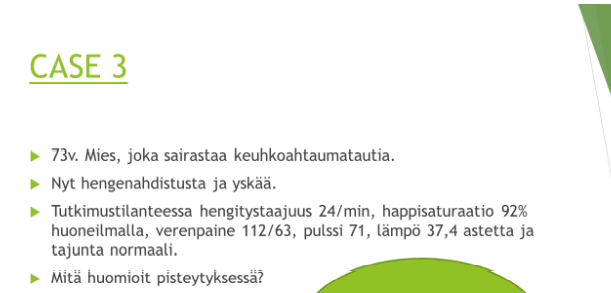 CASE 3
73v. Mies, joka sairastaa keuhkoahtaumatautia.
Nyt hengenahdistusta ja yskää.
Tutkimustilanteessa hengitystaajuus 24/min, happisaturaatio 92%
huoneilmalla, verenpaine 112/63, pulssi 71, lämpö 37,4 astetta ja
tajunta normaali.
Mitä huomioit pisteytyksessä?